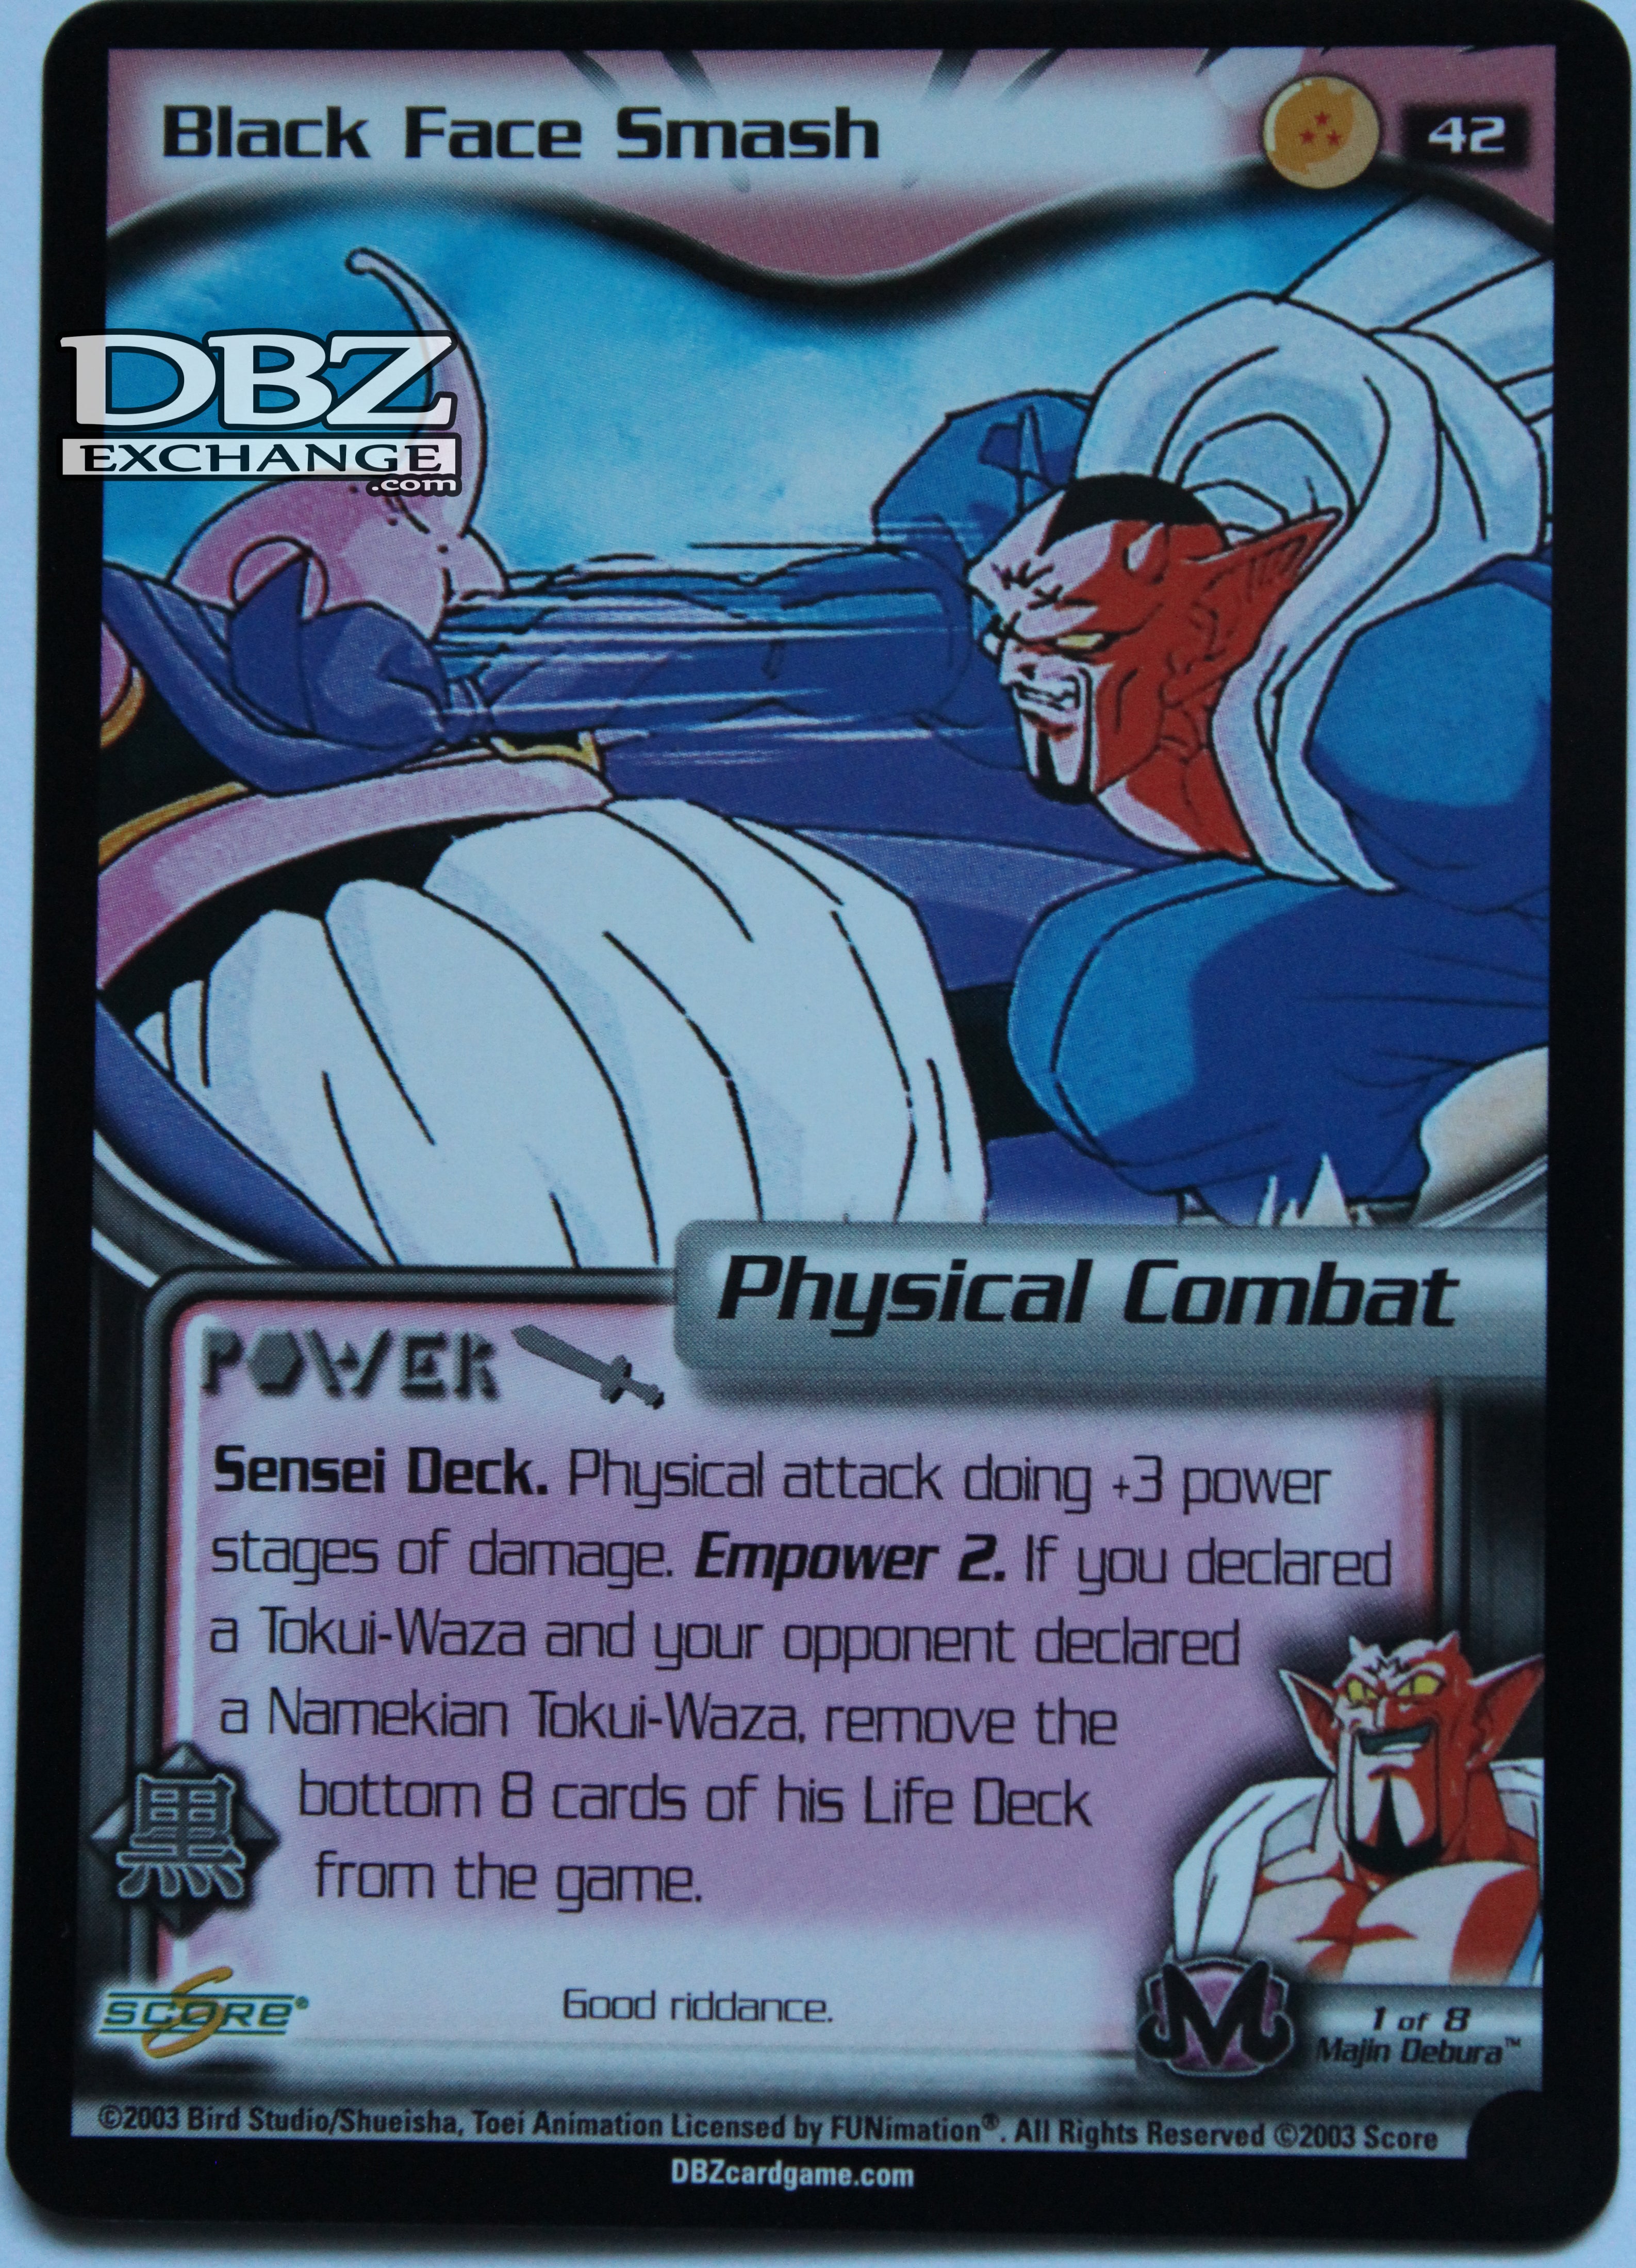 Black Face Smash
42
DBZ
EXCHANGE
.com
Physical Combat
POWER
Sensei Deck. Physical attack doing +3 power
stages of damage. Empower 2. If you declared
a Tokui-Waza and your opponent declared
a Namekian Tokui-Waza, remove the
bottom 8 cards of his Life Deck
from the game.
黒
Good riddance.
SCORE®
M
1 of 8
Majin Debura™
©2003 Bird Studio/Shueisha, Toei Animation Licensed by FUNimation®. All Rights Reserved ©2003 Score
DBZcardgame.com